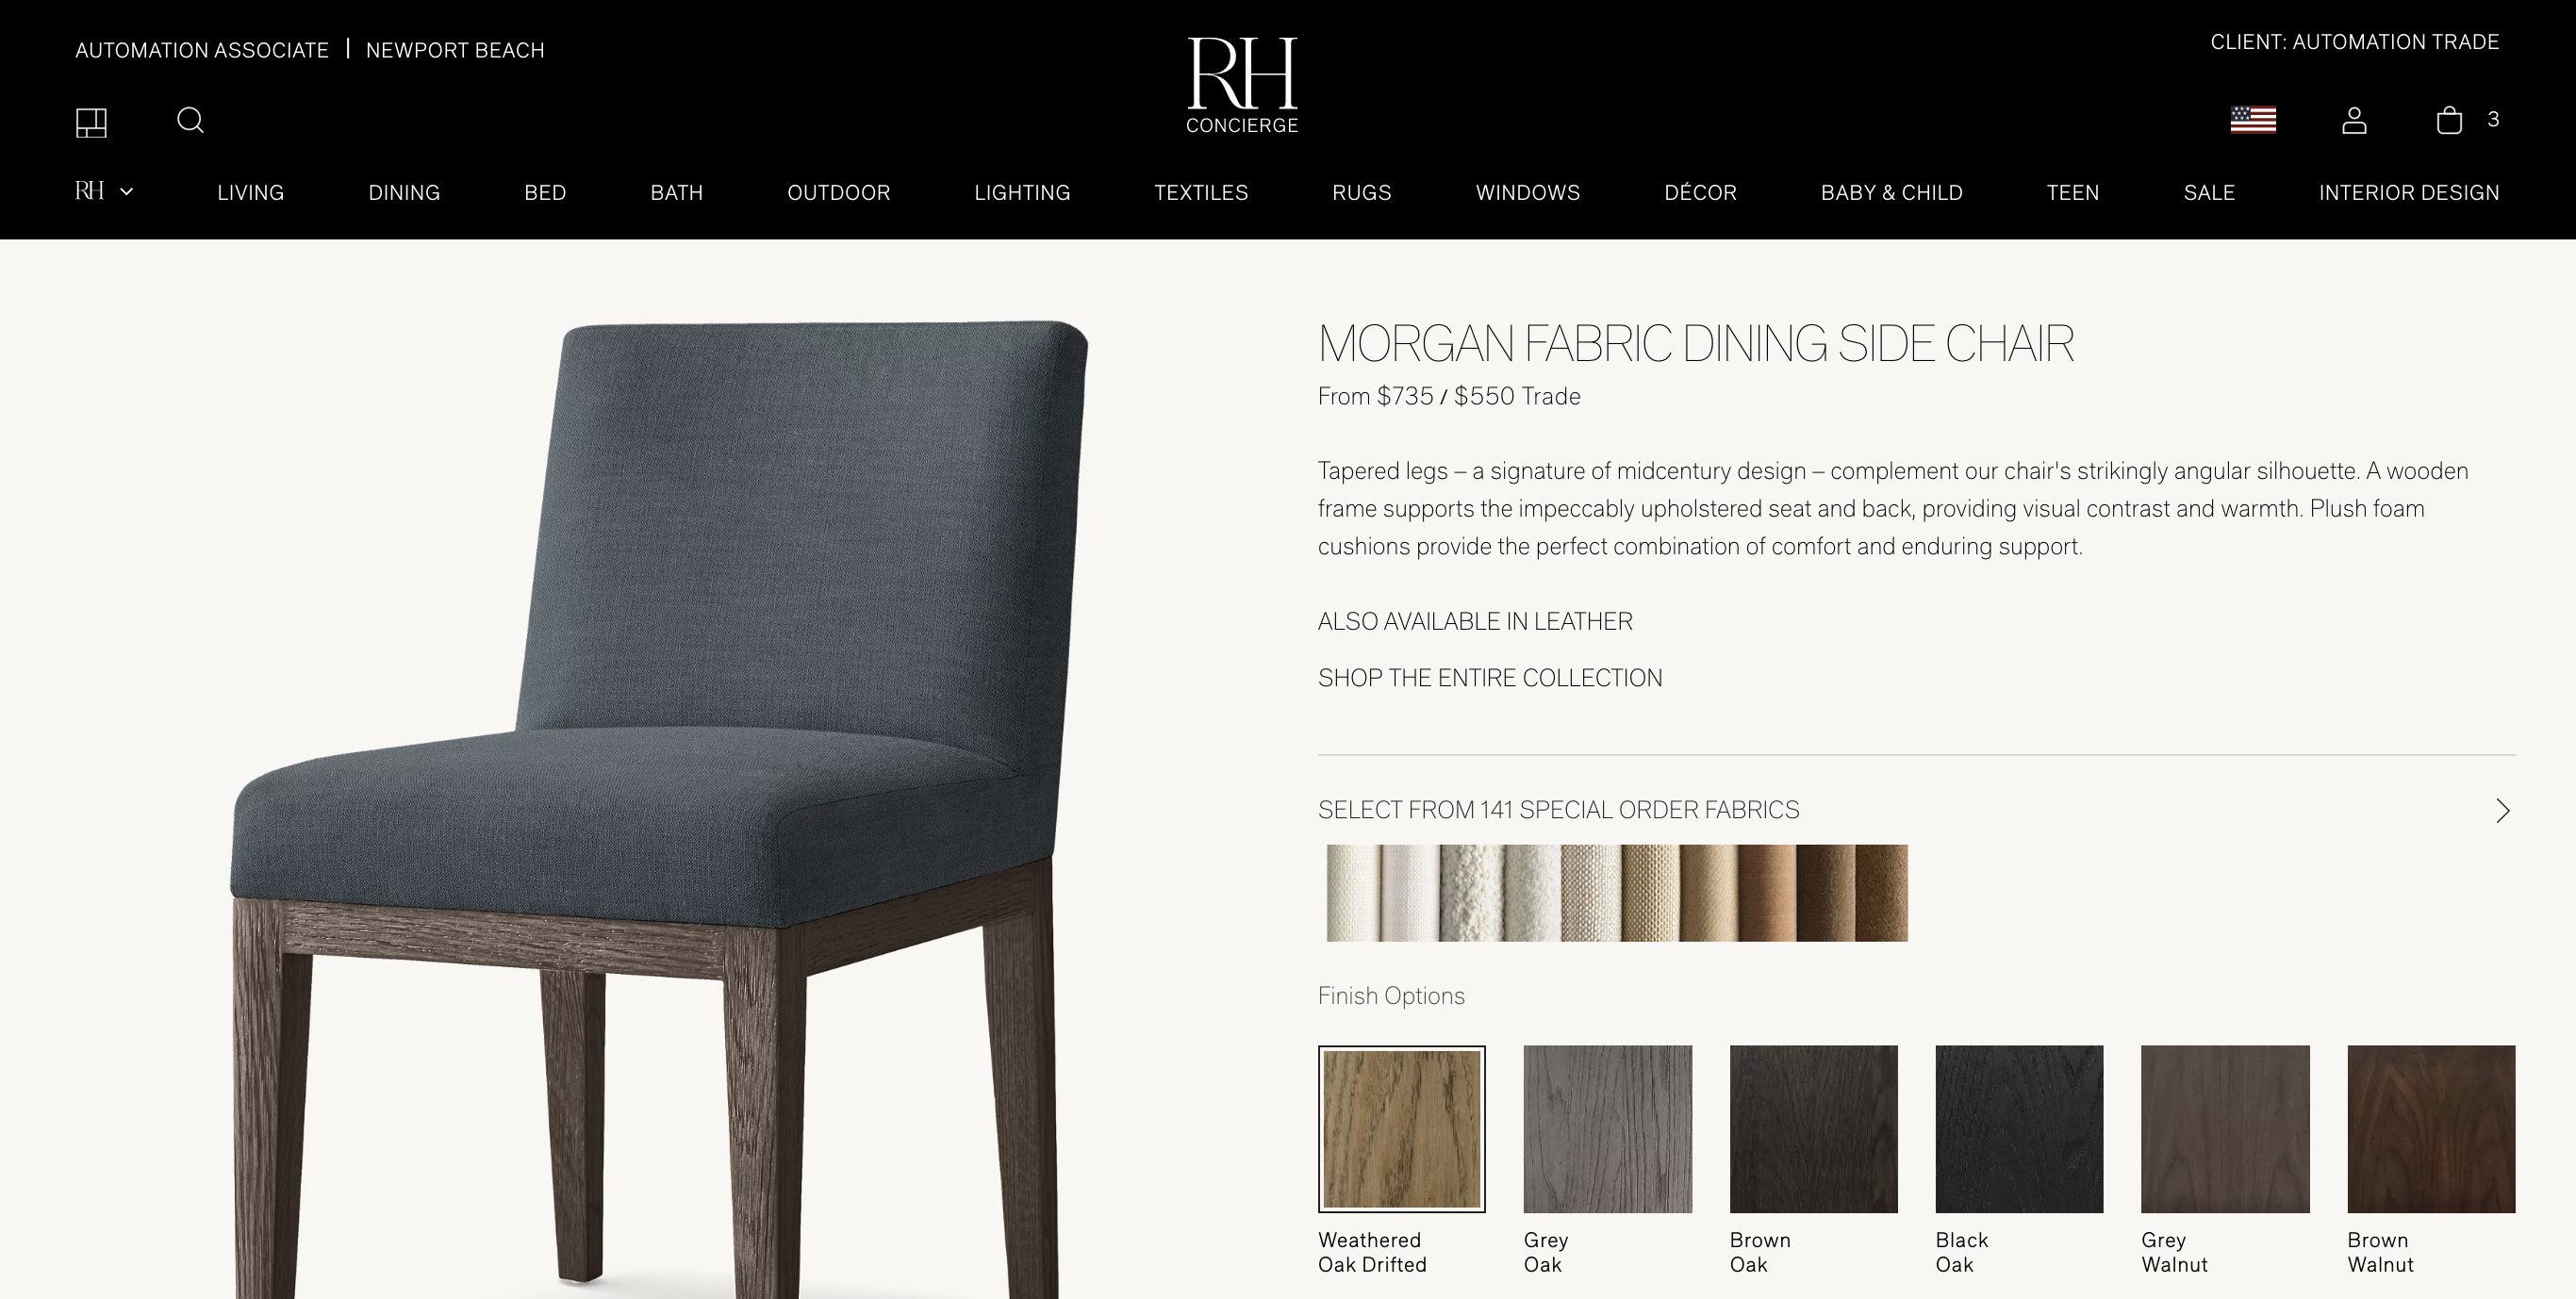 AUTOMATION ASSOCIATE | NEWPORT BEACH
RH
CONCIERGE
CLIENT: AUTOMATION TRADE
3
RH LIVING DINING BED BATH OUTDOOR LIGHTING TEXTILES RUGS WINDOWS DÉCOR BABY & CHILD TEEN SALE INTERIOR DESIGN
MORGAN FABRIC DINING SIDE CHAIR
From $735 / $550 Trade
Tapered legs – a signature of midcentury design – complement our chair's strikingly angular silhouette. A wooden
frame supports the impeccably upholstered seat and back, providing visual contrast and warmth. Plush foam
cushions provide the perfect combination of comfort and enduring support.
ALSO AVAILABLE IN LEATHER
SHOP THE ENTIRE COLLECTION
SELECT FROM 141 SPECIAL ORDER FABRICS
Finish Options
Weathered
Oak Drifted
Grey
Oak
Brown
Oak
Black
Oak
Grey
Walnut
Brown
Walnut